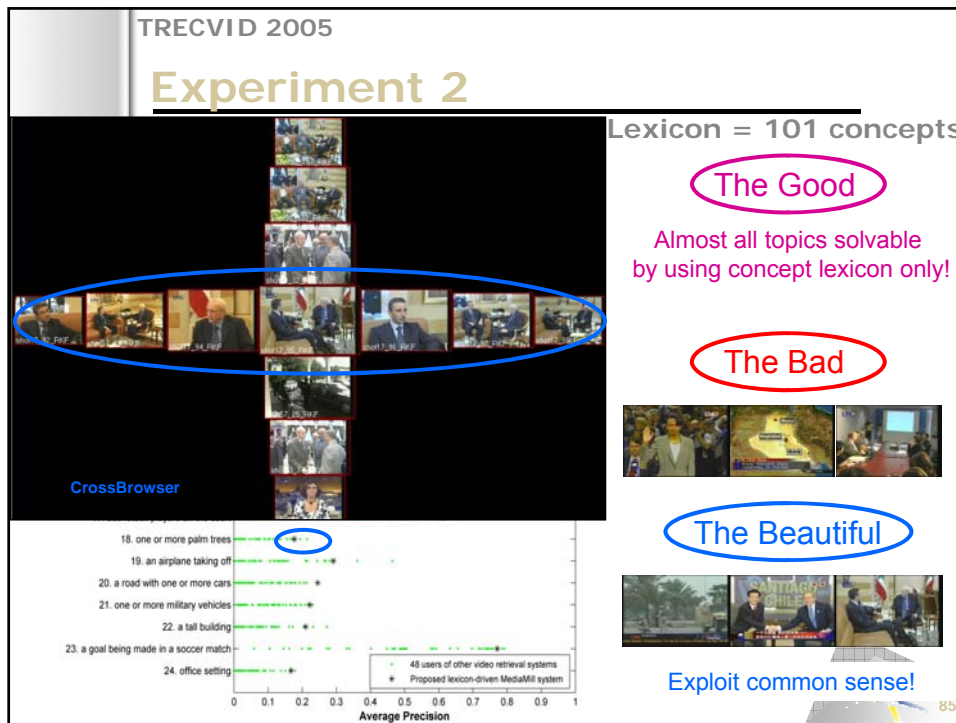 TRECVID 2005
Experiment 2
Lexicon = 101 concepts
The Good
Almost all topics solvable
by using concept lexicon only!
The Bad
The Beautiful
Exploit common sense!
CrossBrowser
18. one or more palm trees
19. an airplane taking off
20. a road with one or more cars
21. one or more military vehicles
22. a tall building
23. a goal being made in a soccer match
24. office setting
48 users of other video retrieval systems
Proposed lexicon-driven MediaMill system
0 0.1 0.2 0.3 0.4 0.5 0.6 0.7 0.8 0.9 1
Average Precision
85